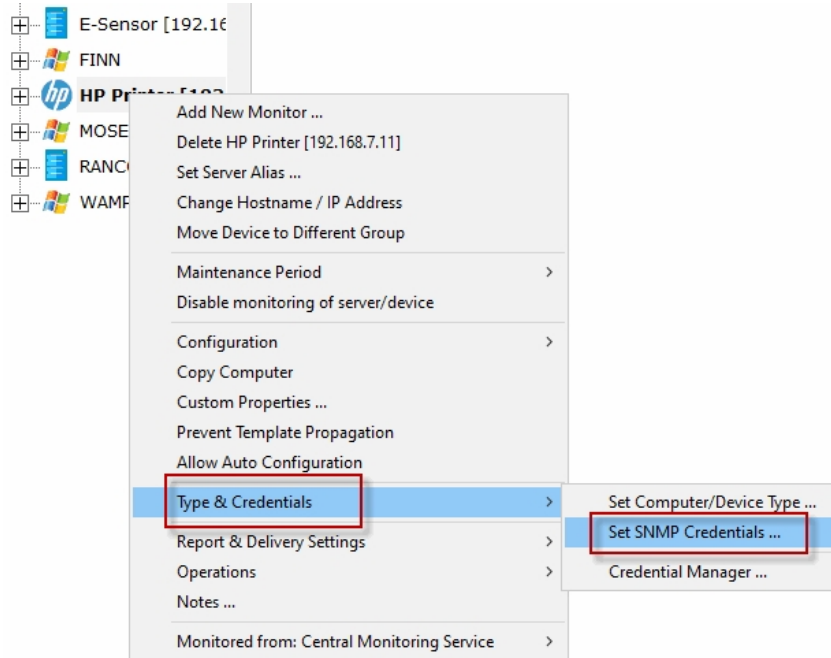 E-Sensor [192.16
FINN
HP Printer [192
Add New Monitor ...
MOSE
Delete HP Printer [192.168.7.11]
RANCO
Set Server Alias ...
WAMP
Change Hostname / IP Address
Move Device to Different Group
Maintenance Period
Disable monitoring of server/device
Configuration
Copy Computer
Custom Properties ...
Prevent Template Propagation
Allow Auto Configuration
Type & Credentials
Set Computer/Device Type ...
Set SNMP Credentials ...
Report & Delivery Settings
Operations
Credential Manager ...
Notes ...
Monitored from: Central Monitoring Service